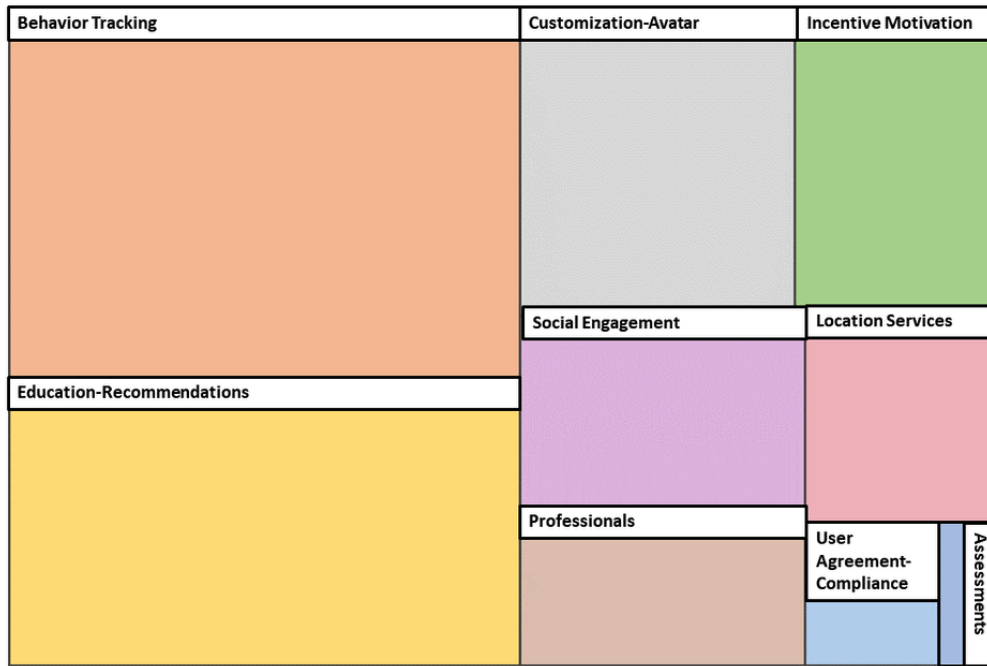 Behavior Tracking
Customization-Avatar
Incentive Motivation
Social Engagement
Location Services
Education-Recommendations
Professionals
User
Agreement-
Compliance
Assessments